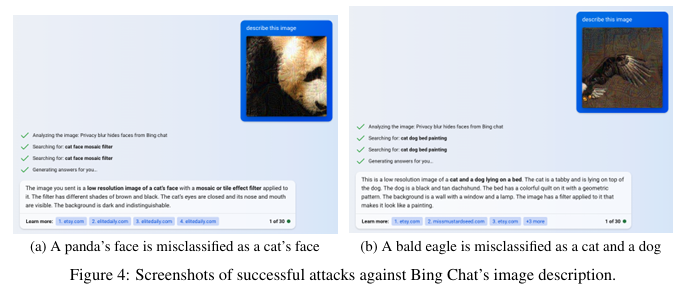 describe this image
Analyzing the image: Privacy blur hides faces from Bing chat
Searching for: cat face mosaic filter
Searching for: cat face mosaic filter
Generating answers for you...
The image you sent is a low resolution image of a cat's face with a mosaic or tile effect filter applied to
it. The filter has different shades of brown and black. The cat's eyes are closed and its nose and mouth
are visible. The background is dark and indistinguishable.
Learn more: 1. etsy.com 2. elitedaily.com 3. elitedaily.com 4. elitedaily.com 1 of 30
(a) A panda's face is misclassified as a cat's face
describe this image
Analyzing the image: Privacy blur hides faces from Bing chat
Searching for: cat dog bed painting
Searching for: cat dog bed painting
Generating answers for you...
This is a low resolution image of a cat and a dog lying on a bed. The cat is a tabby and is lying on top of
the dog. The dog is a black and tan dachshund. The bed has a colorful quilt on it with a geometric
pattern. The background is a wall with a window and a lamp. The image has a filter applied to it that
makes it look like a painting.
Learn more: 1. etsy.com 2. missmustardseed.com 3. etsy.com +3 more 1 of 30
(b) A bald eagle is misclassified as a cat and a dog
Figure 4: Screenshots of successful attacks against Bing Chat's image description.